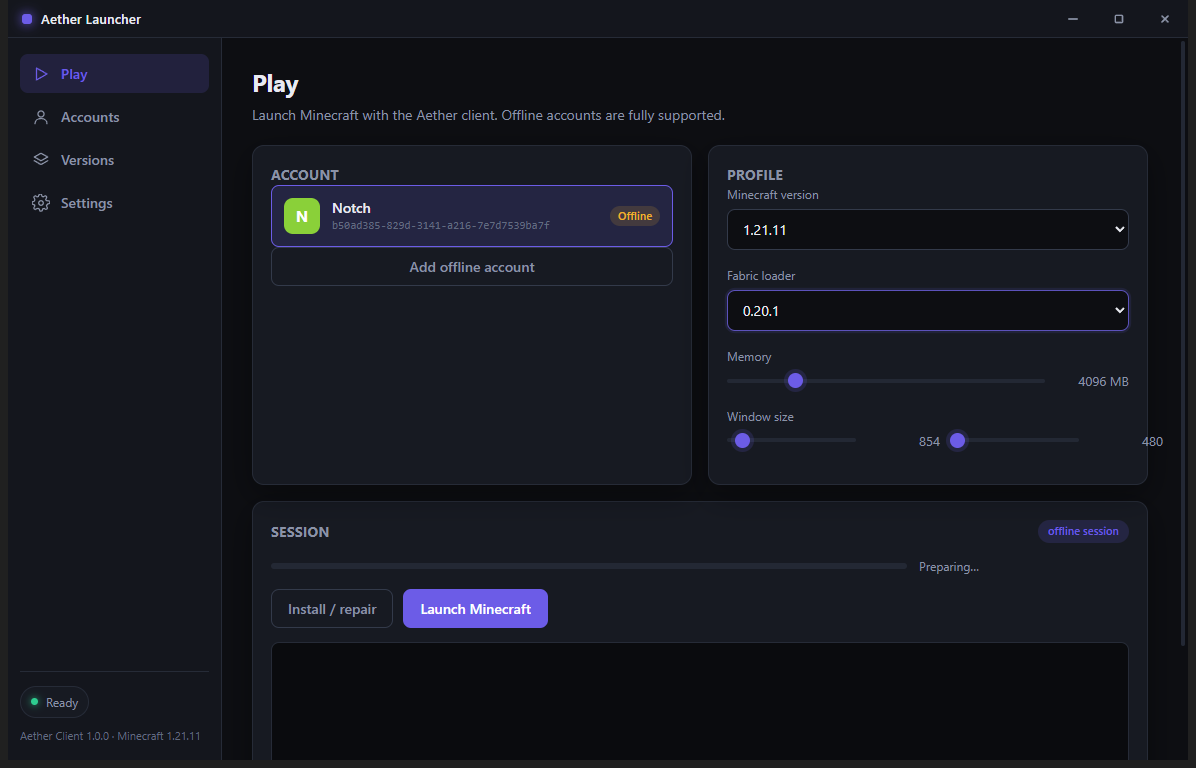 Aether Launcher
Play
Accounts
Versions
Settings
Ready
Aether Client 1.0.0 · Minecraft 1.21.11
Play
Launch Minecraft with the Aether client. Offline accounts are fully supported.
ACCOUNT
N
Notch
b50ad385-829d-3141-a216-7e7d7539ba7f
Offline
Add offline account
PROFILE
Minecraft version
1.21.11
Fabric loader
0.20.1
Memory
4096 MB
Window size
854
480
SESSION
offline session
Preparing...
Install / repair
Launch Minecraft